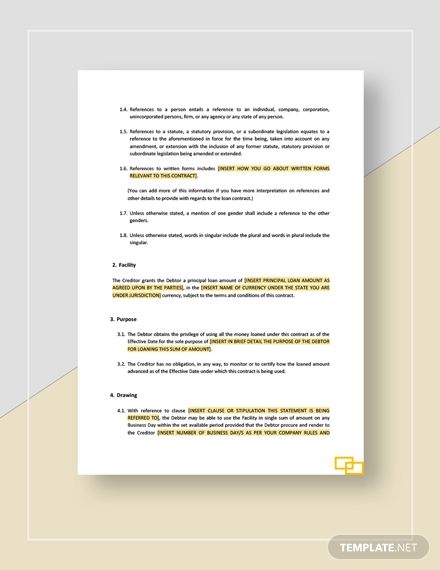 1.4. References to a person entails a reference to an individual, company, corporation,
unincorporated persons, firm, or any agency or any state of any person.
1.5. References to a statute, a statutory provision, or a subordinate legislation equates to a
reference to the aforementioned in force for the time being, taken into account on any
amendment, or extension with the inclusion of any former statute, statutory provision or
subordinate legislation being amended or extended.
1.6. References to written forms includes [INSERT HOW YOU GO ABOUT WRITTEN FORMS
RELEVANT TO THIS CONTRACT].
(You can add more of this information if you have more interpretation on references and
other details to provide with regards to the loan contract.)
1.7. Unless otherwise stated, a mention of one gender shall include a reference to the other
genders.
1.8. Unless otherwise stated, words in singular include the plural and words in plural include the
singular.
2. Facility
The Creditor grants the Debtor a principal loan amount of [INSERT PRINCIPAL LOAN AMOUNT AS
AGREED UPON BY THE PARTIES], in the [INSERT NAME OF CURRENCY UNDER THE STATE YOU ARE
UNDER JURISDICTION] currency, subject to the terms and conditions of this contract.
3. Purpose
3.1. The Debtor obtains the privilege of using all the money loaned under this contract as of the
Effective Date for the sole purpose of [INSERT IN BRIEF DETAIL THE PURPOSE OF THE DEBTOR
FOR LOANING THIS SUM OF AMOUNT].
3.2. The Creditor has no obligation, in any way, to monitor or to certify how the loaned amount
advanced as of the Effective Date under which this contract is being used.
4. Drawing
4.1. With reference to clause [INSERT CLAUSE OR STIPULATION THIS STATEMENT IS BEING
REFERRED TO], the Debtor may be able to use the Facility in single sum of amount on any
Business Day within the set available period provided that the Debtor procure and render to
the Creditor [INSERT NUMBER OF BUSINESS DAY/S AS PER YOUR COMPANY RULES AND
TEMPLATE.NET